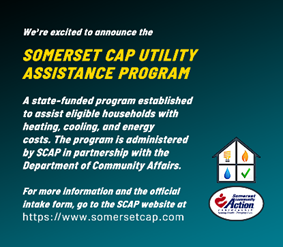 We're excited to announce the
SOMERSET CAP UTILITY
ASSISTANCE PROGRAM
A state-funded program established
to assist eligible households with
heating, cooling, and energy
costs. The program is administered
by SCAP in partnership with the
Department of Community Affairs.
For more information and the official
intake form, go to the SCAP website at
https://www.somersetcap.com
Somerset
Community
Action